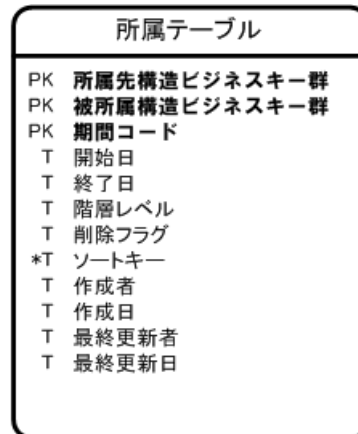 所属テーブル
PK 所属先構造ビジネスキー群
PK 被所属構造ビジネスキー群
PK 期間コード
T 開始日
T 終了日
T 階層レベル
T 削除フラグ
*T ソートキー
T 作成者
T 作成日
T 最終更新者
T 最終更新日